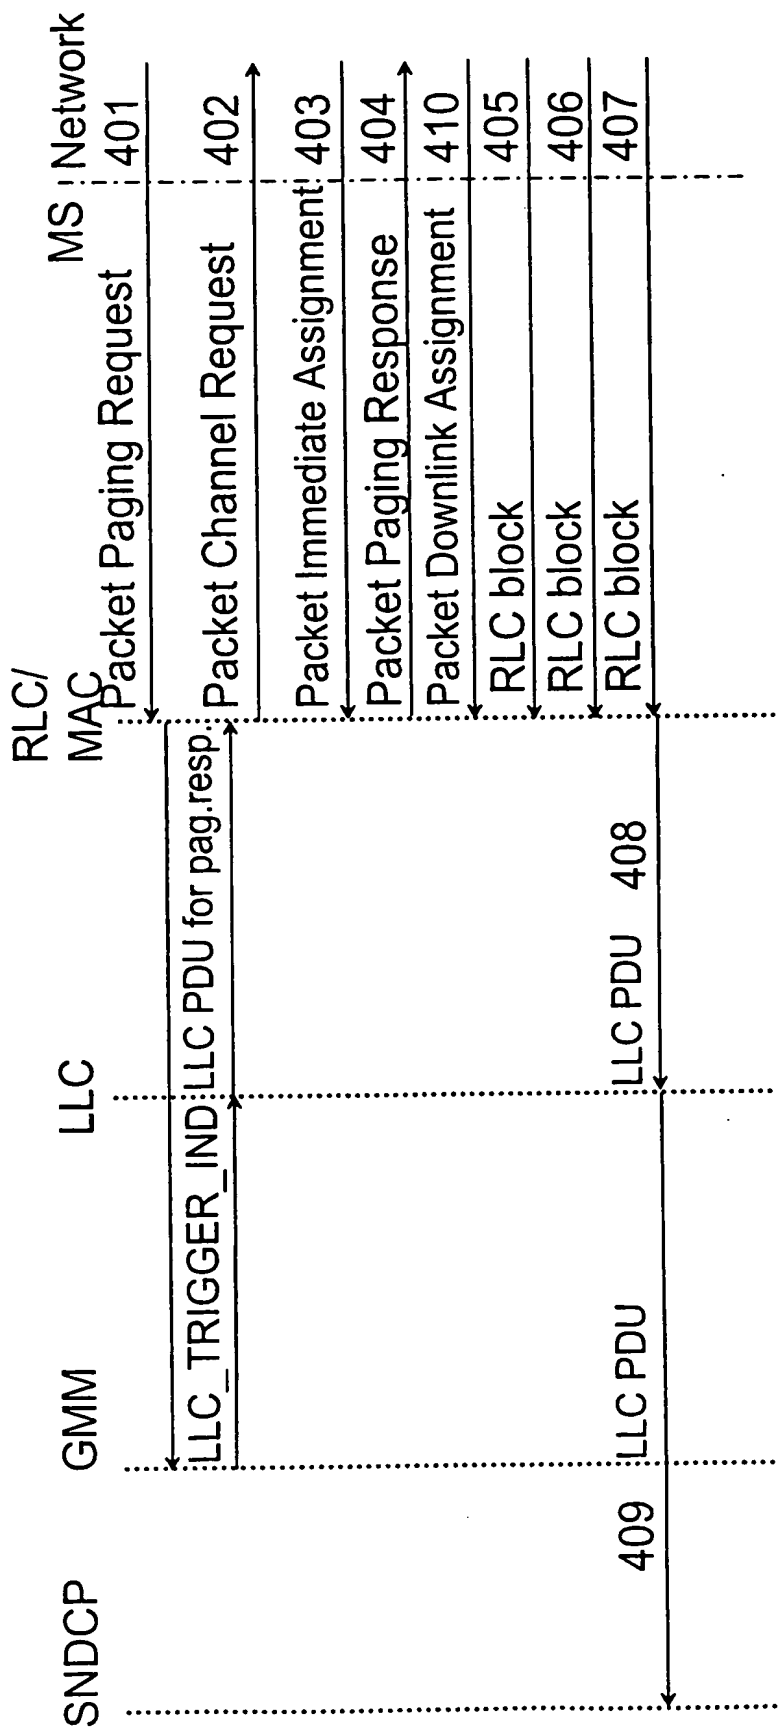 SNDCP GMM LLC RLC/ MAC MS Network
Packet Paging Request 401
LLC_TRIGGER_IND LLC PDU for pag.resp. Packet Channel Request 402
Packet Immediate Assignment 403
Packet Paging Response 404
Packet Downlink Assignment 410
RLC block 405
RLC block 406
RLC block 407
409 LLC PDU LLC PDU 408